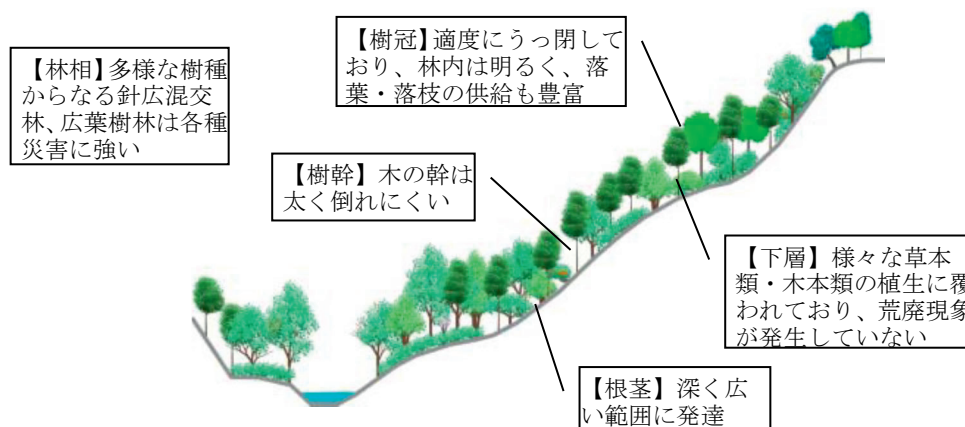 【林相】多様な樹種
からなる針広混交
林、広葉樹林は各種
災害に強い
【樹冠】適度にうっ閉して
おり、林内は明るく、落
葉・落枝の供給も豊富
【樹幹】木の幹は
太く倒れにくい
【下層】様々な草本
類・木本類の植生に覆
われており、荒廃現象
が発生していない
【根茎】深く広
い範囲に発達